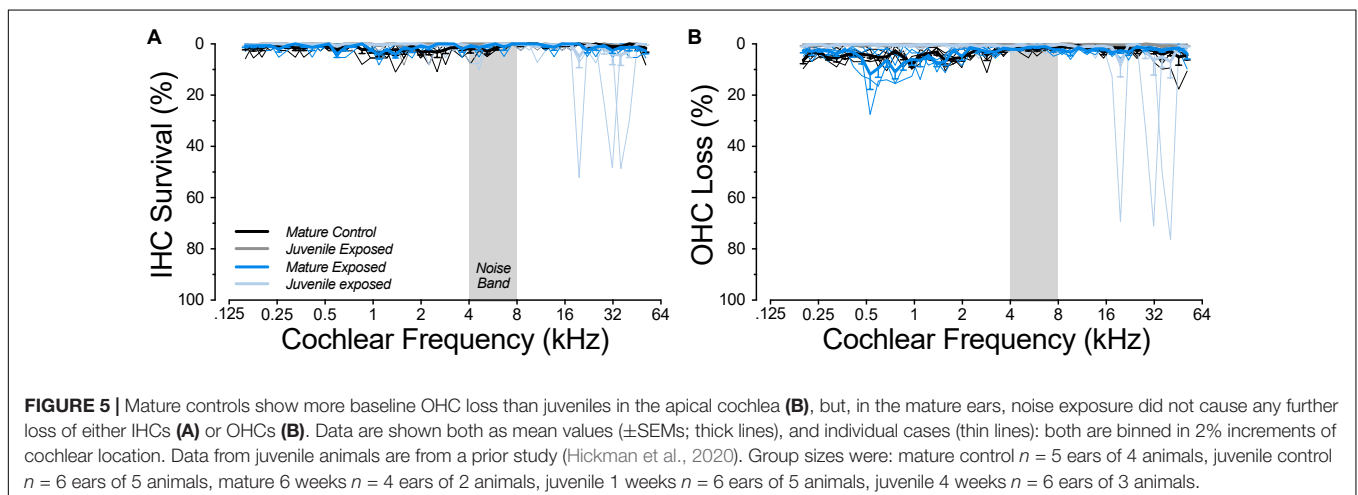 A
IHC Survival (%)
0
20
40
60
80
100
Mature Control
Juvenile Exposed
Mature Exposed
Juvenile exposed
Noise
Band
.125 0.25 0.5 1 2 4 8 16 32 64
Cochlear Frequency (kHz)
B
OHC Loss (%)
0
20
40
60
80
100
.125 0.25 0.5 1 2 4 8 16 32 64
Cochlear Frequency (kHz)
FIGURE 5 | Mature controls show more baseline OHC loss than juveniles in the apical cochlea (B), but, in the mature ears, noise exposure did not cause any further
loss of either IHCs (A) or OHCs (B). Data are shown both as mean values (±SEMs; thick lines), and individual cases (thin lines): both are binned in 2% increments of
cochlear location. Data from juvenile animals are from a prior study (Hickman et al., 2020). Group sizes were: mature control n = 5 ears of 4 animals, juvenile control
n = 6 ears of 5 animals, mature 6 weeks n = 4 ears of 2 animals, juvenile 1 weeks n = 6 ears of 5 animals, juvenile 4 weeks n = 6 ears of 3 animals.